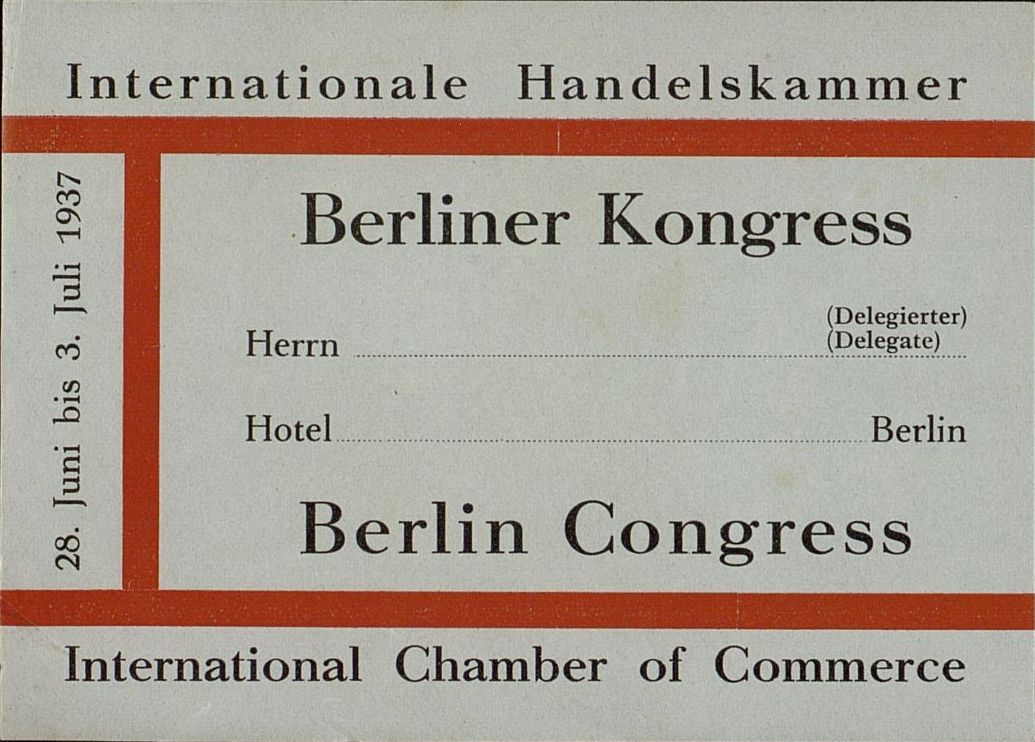 Internationale Handelskammer
28. Juni bis 3. Juli 1937
Berliner Kongress
(Delegierter)
Herrn (Delegate)
Hotel Berlin
Berlin Congress
International Chamber of Commerce